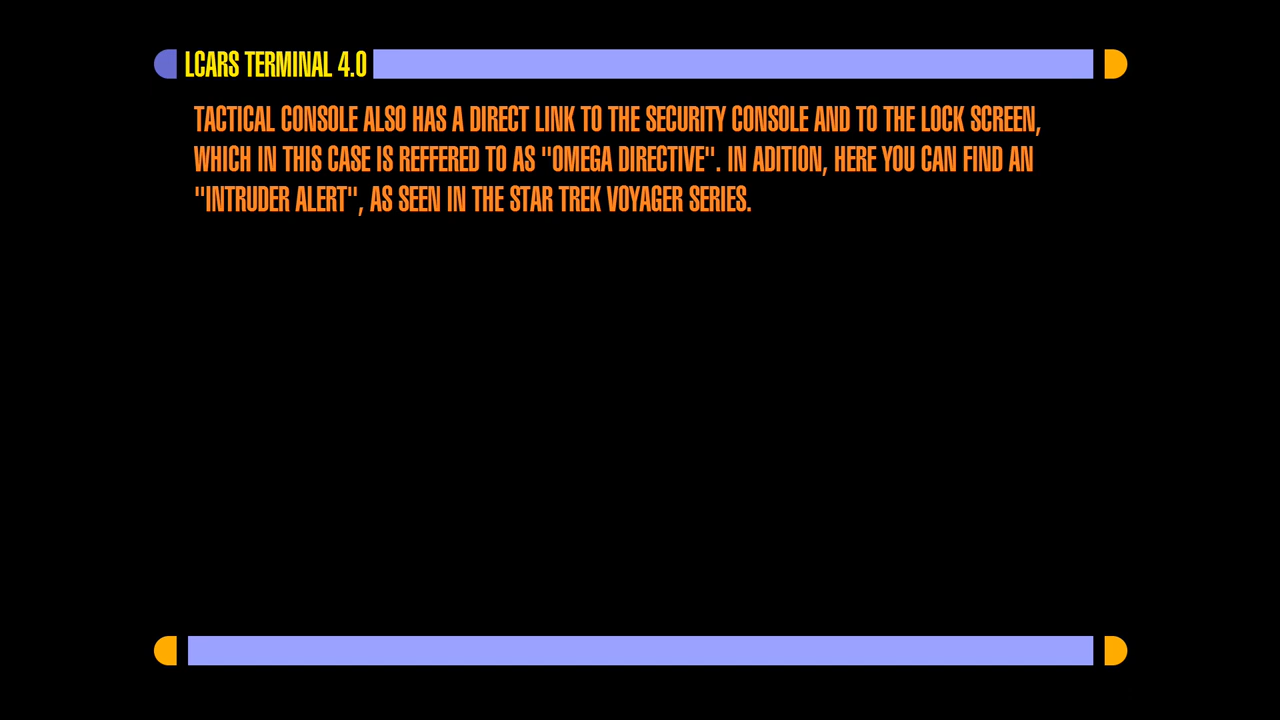 LCARS TERMINAL 4.0
TACTICAL CONSOLE ALSO HAS A DIRECT LINK TO THE SECURITY CONSOLE AND TO THE LOCK SCREEN,
WHICH IN THIS CASE IS REFFERED TO AS "OMEGA DIRECTIVE". IN ADITION, HERE YOU CAN FIND AN
"INTRUDER ALERT", AS SEEN IN THE STAR TREK VOYAGER SERIES.